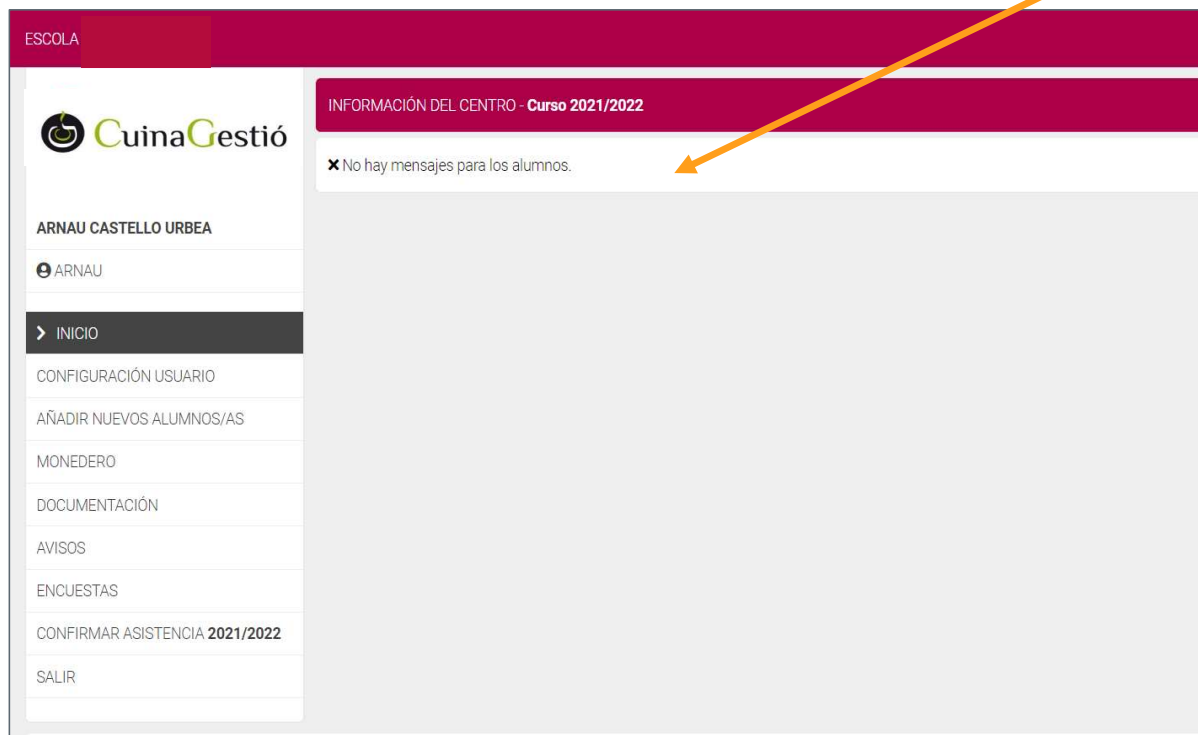 ESCOLA
CuinaGestió
INFORMACIÓN DEL CENTRO - Curso 2021/2022
✖ No hay mensajes para los alumnos.
ARNAU CASTELLO URBEA
ARNAU
INICIO
CONFIGURACIÓN USUARIO
AÑADIR NUEVOS ALUMNOS/AS
MONEDERO
DOCUMENTACIÓN
AVISOS
ENCUESTAS
CONFIRMAR ASISTENCIA 2021/2022
SALIR